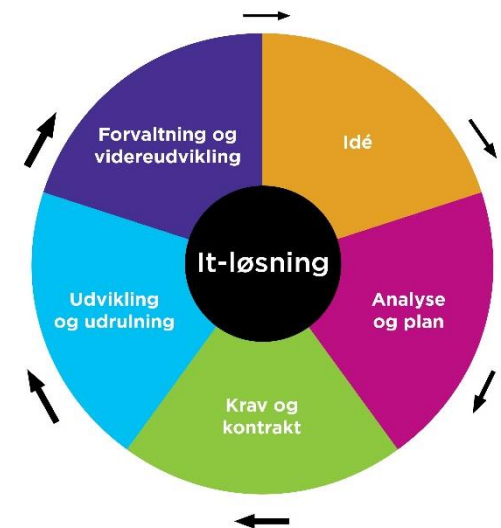 Forvaltning og
videreudvikling
Idé
It-løsning
Udvikling
og udrulning
Analyse
og plan
Krav og
kontrakt